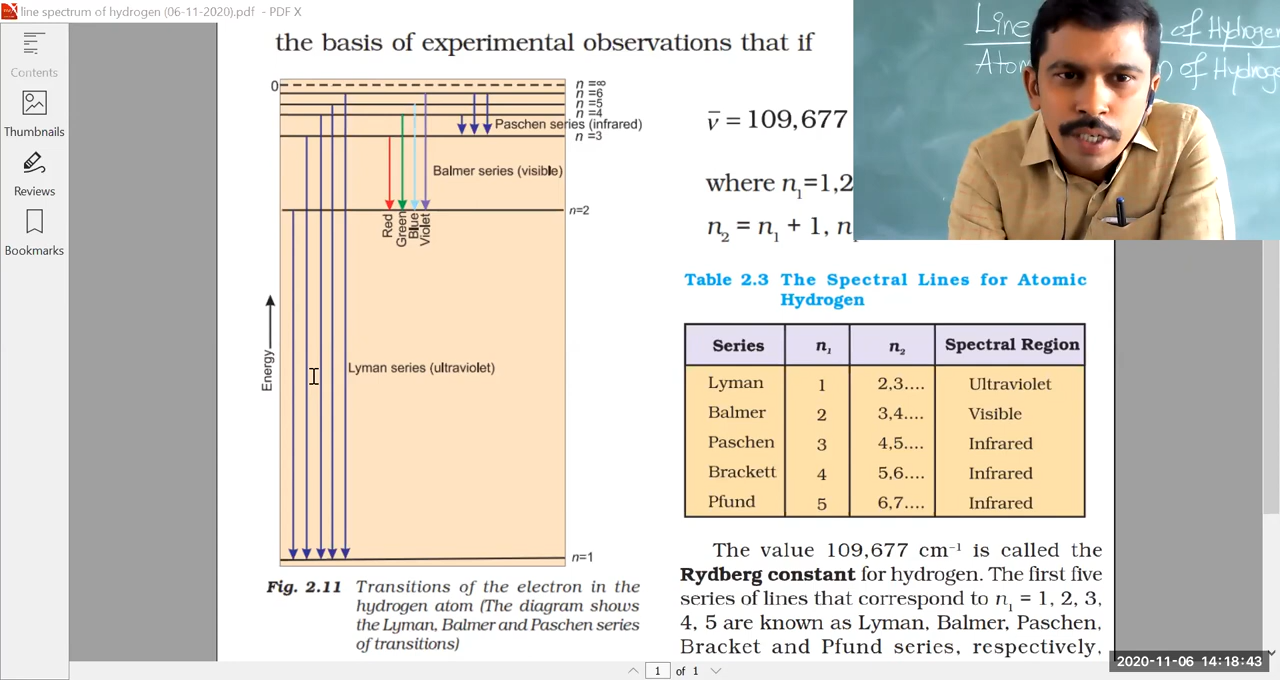 line spectrum of hydrogen (06-11-2020).pdf - PDF X
Contents
Thumbnails
Reviews
Bookmarks
the basis of experimental observations that if
0
n =∞
n =6
n =5
n =4
Paschen series (infrared)
n =3
Balmer series (visible)
n=2
Red
Green
Blue
Violet
Energy
Lyman series (ultraviolet)
n=1
Fig. 2.11 Transitions of the electron in the
hydrogen atom (The diagram shows
the Lyman, Balmer and Paschen series
of transitions)
Line of Hydrogen
Atom n of Hydroge
ν̅ = 109,677
where n₁=1,2
n₂ = n₁ + 1, n
Table 2.3 The Spectral Lines for Atomic
Hydrogen
Series n₁ n₂ Spectral Region
Lyman 1 2,3.... Ultraviolet
Balmer 2 3,4.... Visible
Paschen 3 4,5.... Infrared
Brackett 4 5,6.... Infrared
Pfund 5 6,7.... Infrared
The value 109,677 cm⁻¹ is called the
Rydberg constant for hydrogen. The first five
series of lines that correspond to n₁ = 1, 2, 3,
4, 5 are known as Lyman, Balmer, Paschen,
Bracket and Pfund series, respectively,
2020-11-06 14:18:43
1 of 1